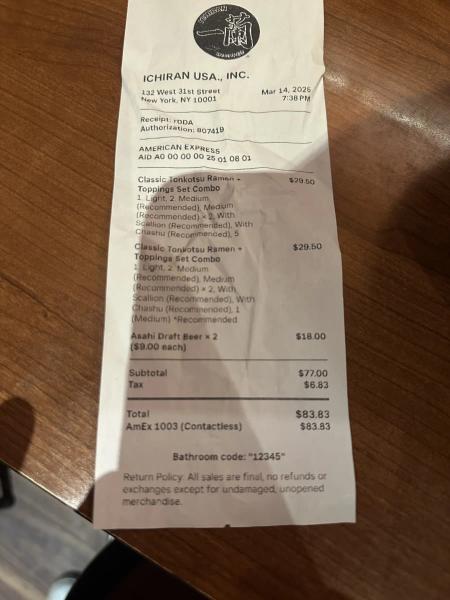 ICHIRAN
一蘭
ICHIRAN USA., INC.
132 West 31st Street
New York, NY 10001
Mar 14, 2026
7:38 PM
Receipt: rODA
Authorization: 807419
AMERICAN EXPRESS
AID A0 00 00 00 25 01 08 01
Classic Tonkotsu Ramen + $29.50
Toppings Set Combo
1. Light, 2. Medium
(Recommended), Medium
(Recommended) × 2, With
Scallion (Recommended), With
Chashu (Recommended), 5
Classic Tonkotsu Ramen + $29.50
Toppings Set Combo
1. Light, 2. Medium
(Recommended), Medium
(Recommended) × 2, With
Scallion (Recommended), With
Chashu (Recommended), 1
(Medium) *Recommended
Asahi Draft Beer × 2 $18.00
($9.00 each)
Subtotal $77.00
Tax $6.83
Total $83.83
AmEx 1003 (Contactless) $83.83
Bathroom code: "12345"
Return Policy: All sales are final, no refunds or
exchanges except for undamaged, unopened
merchandise.